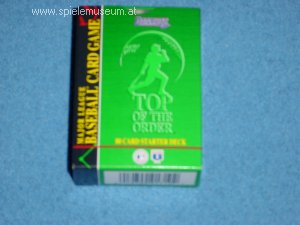 www.spielemuseum.at
MAJOR LEAGUE
BASEBALL CARD GAME
TOP
OF THE
ORDER
80 CARD STARTER DECK